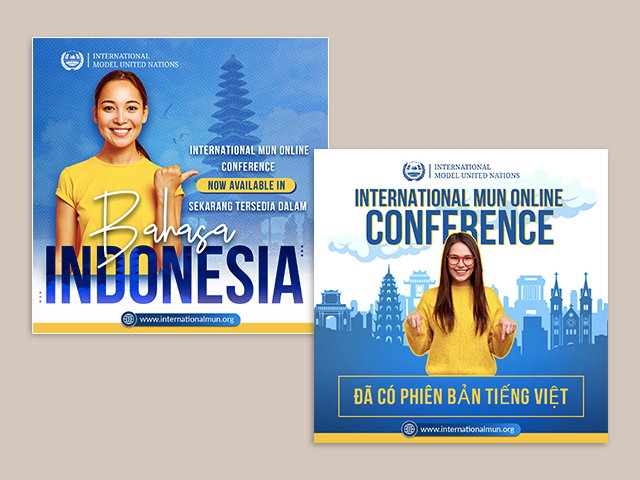 INTERNATIONAL
MODEL UNITED NATIONS
INTERNATIONAL MUN ONLINE
CONFERENCE
NOW AVAILABLE IN
SEKARANG TERSEDIA DALAM
Bahasa
INDONESIA
www.internationalmun.org
INTERNATIONAL
MODEL UNITED NATIONS
INTERNATIONAL MUN ONLINE
CONFERENCE
ĐÃ CÓ PHIÊN BẢN TIẾNG VIỆT
www.internationalmun.org